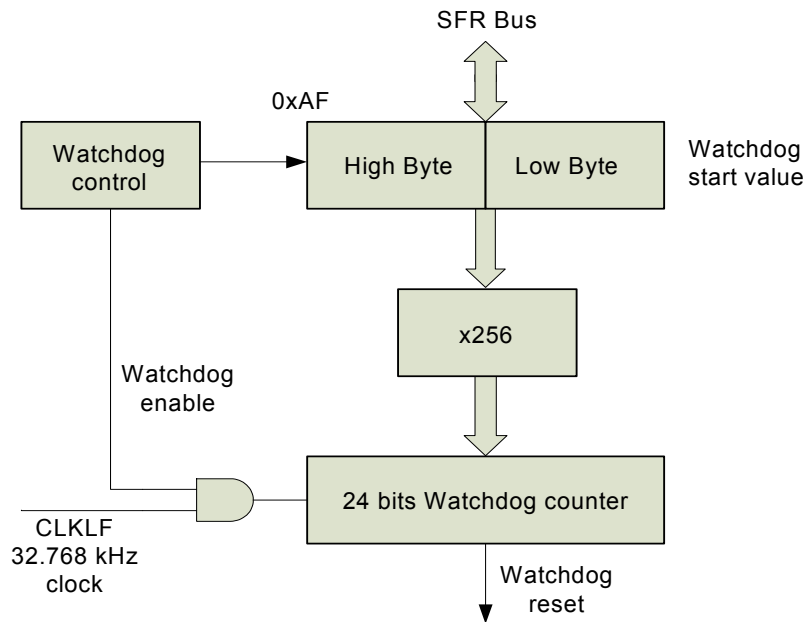 SFR Bus
0xAF
Watchdog
control
High Byte
Low Byte
Watchdog
start value
x256
Watchdog
enable
24 bits Watchdog counter
CLKLF
32.768 kHz
clock
Watchdog
reset